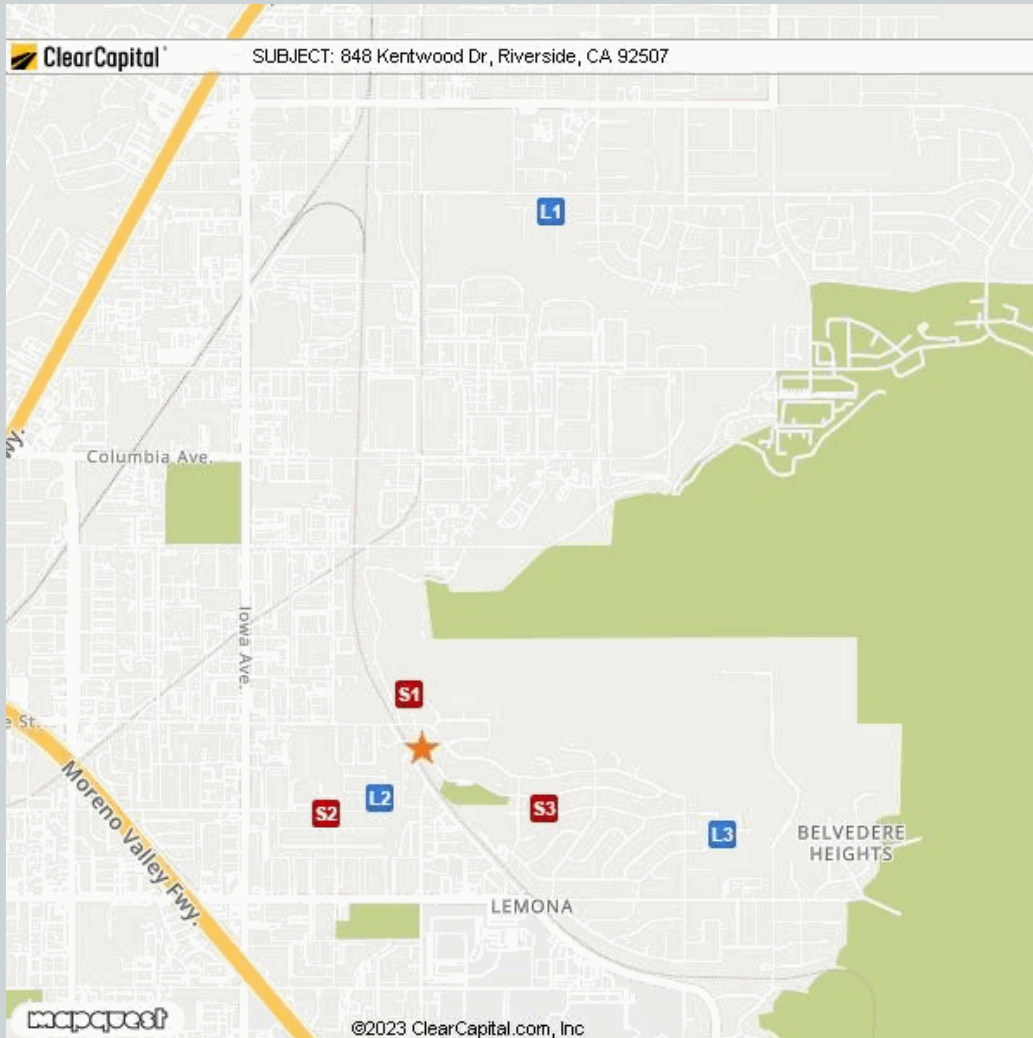 ClearCapital®
SUBJECT: 848 Kentwood Dr, Riverside, CA 92507
L1
Columbia Ave.
Iowa Ave.
S1
e St.
Moreno Valley Fwy.
L2
S2
S3
L3
BELVEDERE
HEIGHTS
LEMONA
mapquest
©2023 ClearCapital.com, Inc